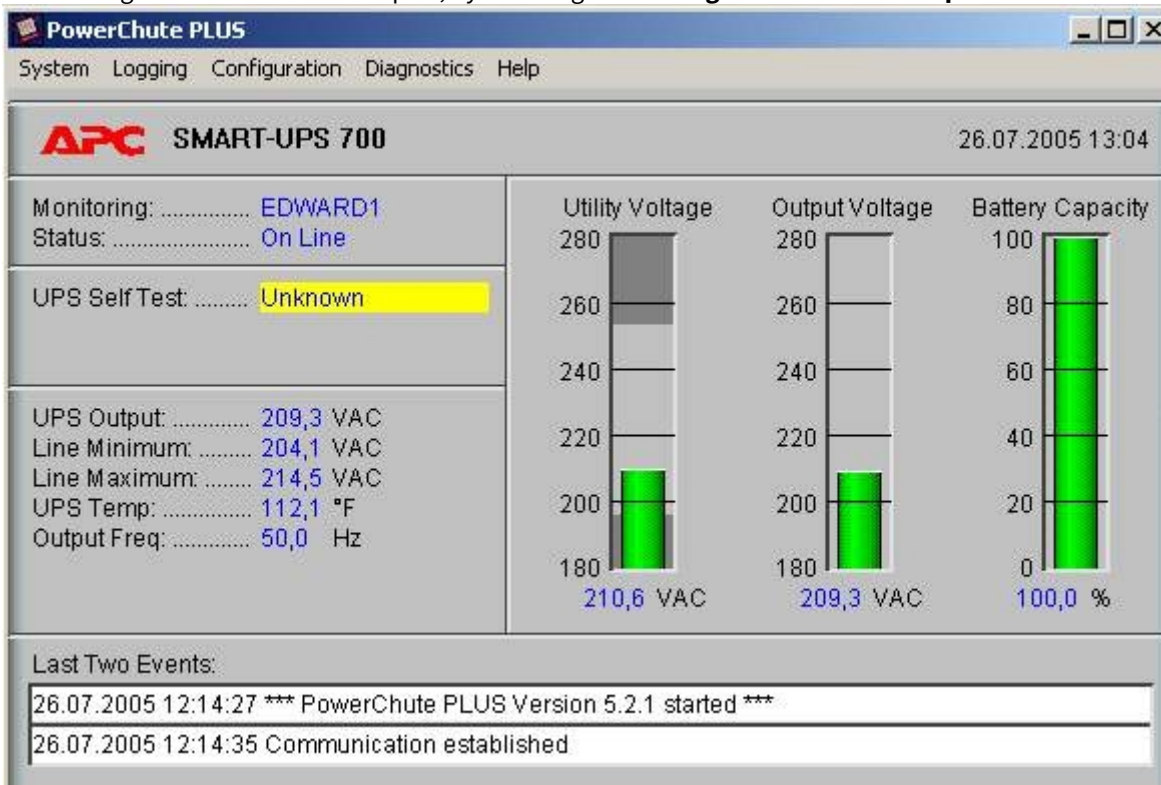 PowerChute PLUS
System Logging Configuration Diagnostics Help
APC SMART-UPS 700 26.07.2005 13:04
Monitoring: .............. EDWARD1
Status: ...................... On Line
UPS Self Test: ......... Unknown
UPS Output: ............ 209,3 VAC
Line Minimum: ......... 204,1 VAC
Line Maximum: ........ 214,5 VAC
UPS Temp: .............. 112,1 °F
Output Freq: ............ 50,0 Hz
Utility Voltage
280
260
240
220
200
180
210,6 VAC
Output Voltage
280
260
240
220
200
180
209,3 VAC
Battery Capacity
100
80
60
40
20
0
100,0 %
Last Two Events:
26.07.2005 12:14:27 *** PowerChute PLUS Version 5.2.1 started ***
26.07.2005 12:14:35 Communication established